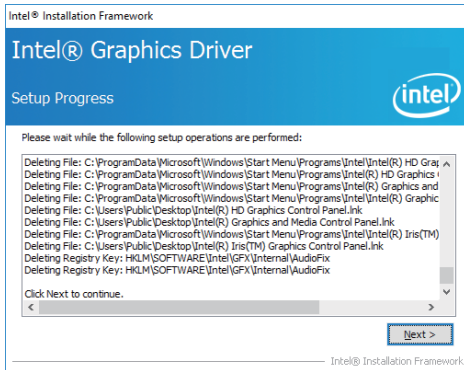 Intel® Installation Framework
Intel® Graphics Driver
Setup Progress
intel
Please wait while the following setup operations are performed:
Deleting File: C:\ProgramData\Microsoft\Windows\Start Menu\Programs\Intel\Intel(R) HD Grap
Deleting File: C:\ProgramData\Microsoft\Windows\Start Menu\Programs\Intel\Intel(R) HD Graphics
Deleting File: C:\ProgramData\Microsoft\Windows\Start Menu\Programs\Intel\Intel(R) Graphics and
Deleting File: C:\ProgramData\Microsoft\Windows\Start Menu\Programs\Intel\Intel(R) Graphic
Deleting File: C:\Users\Public\Desktop\Intel(R) HD Graphics Control Panel.lnk
Deleting File: C:\Users\Public\Desktop\Intel(R) Graphics and Media Control Panel.lnk
Deleting File: C:\ProgramData\Microsoft\Windows\Start Menu\Programs\Intel\Intel(R) Iris(TM)
Deleting File: C:\Users\Public\Desktop\Intel(R) Iris(TM) Graphics Control Panel.lnk
Deleting Registry Key: HKLM\SOFTWARE\Intel\GFX\Internal\AudioFix
Deleting Registry Key: HKLM\SOFTWARE\Intel\GFX\Internal\AudioFix
Click Next to continue.
Next >
Intel® Installation Framework